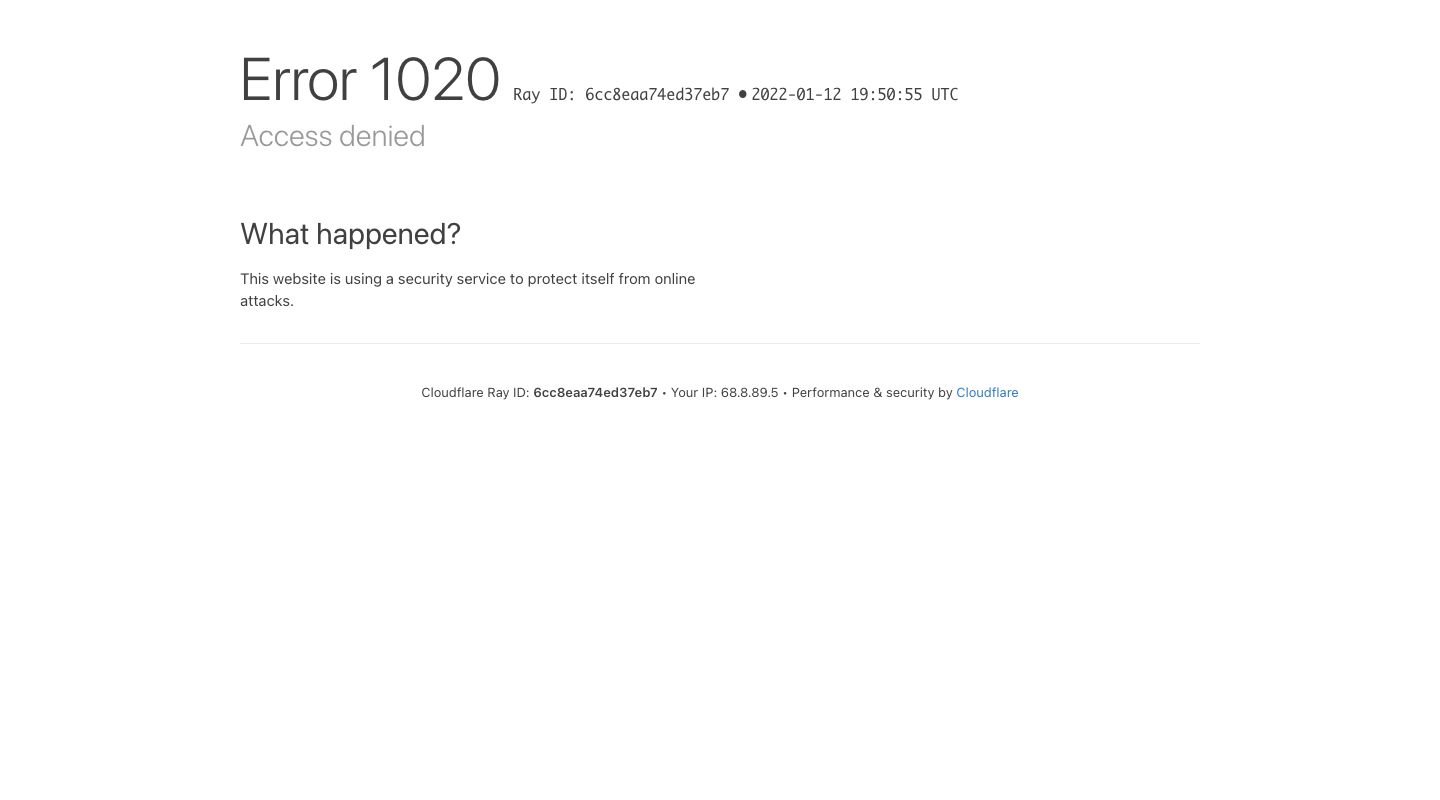 Error 1020 Ray ID: 6cc8eaa74ed37eb7 • 2022-01-12 19:50:55 UTC
Access denied
What happened?
This website is using a security service to protect itself from online
attacks.
Cloudflare Ray ID: 6cc8eaa74ed37eb7 • Your IP: 68.8.89.5 • Performance & security by Cloudflare